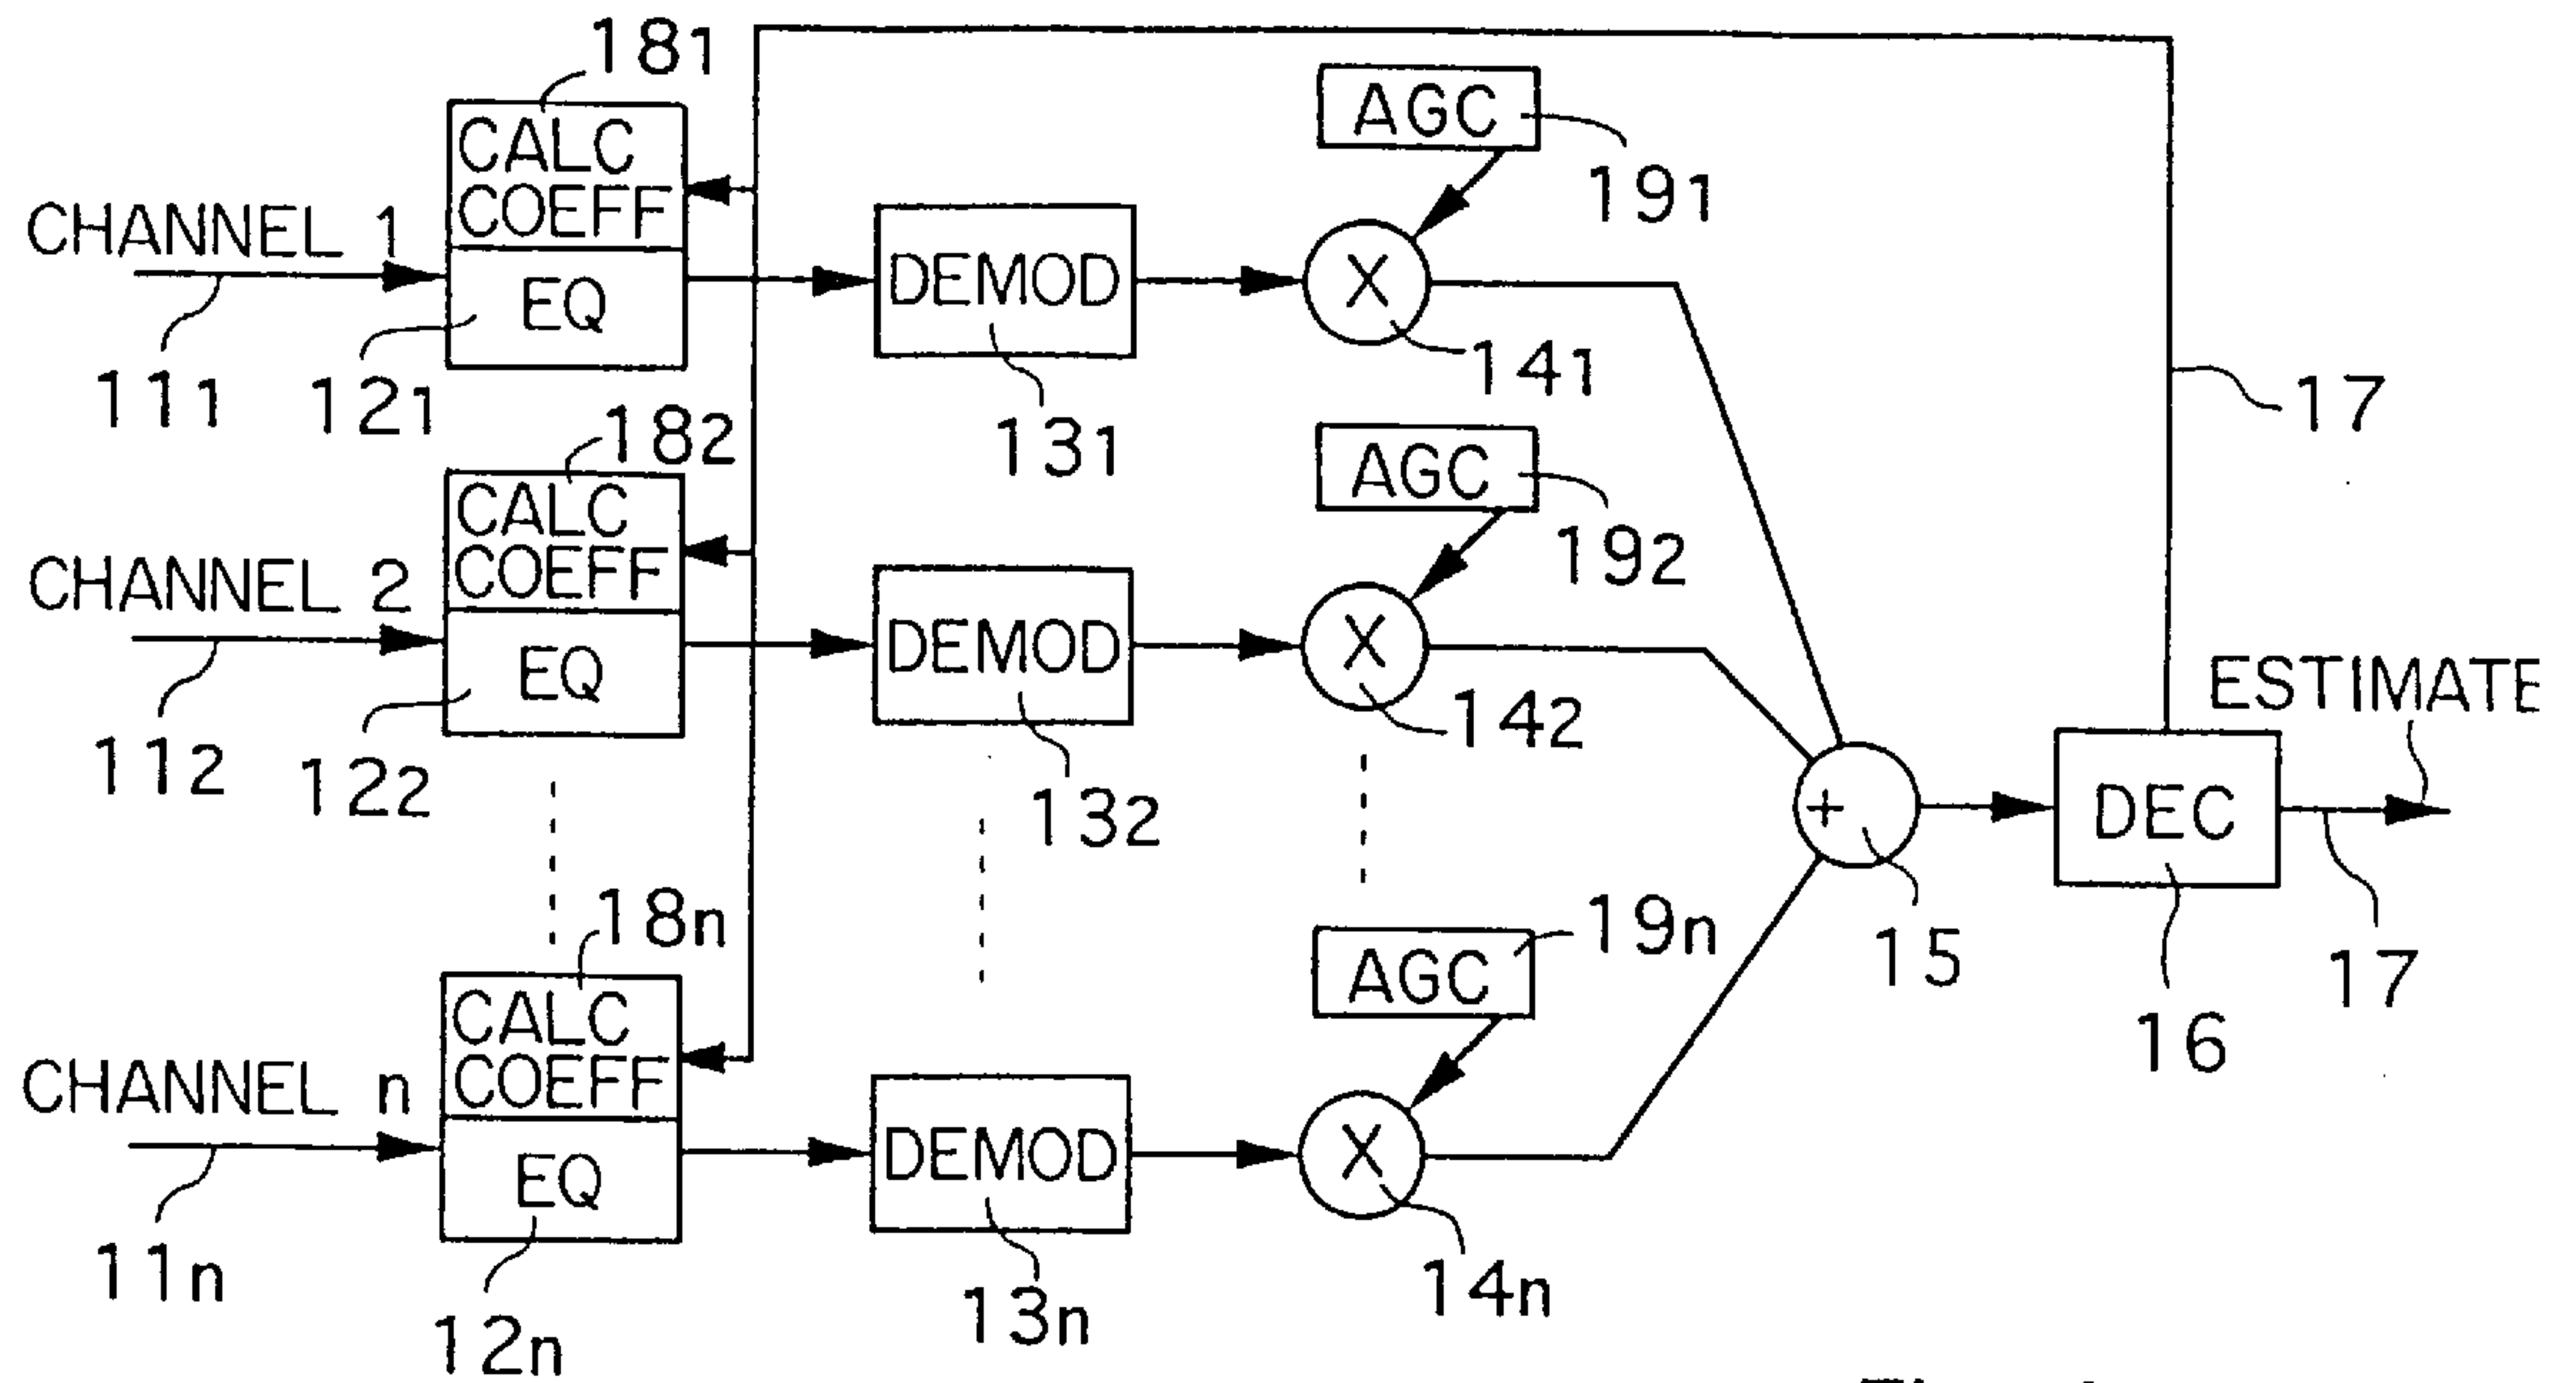 18₁
CALC
COEFF
AGC
19₁
CHANNEL 1
EQ
DEMOD
X
11₁
12₁
13₁
14₁
17
18₂
CALC
COEFF
AGC
19₂
CHANNEL 2
EQ
DEMOD
X
11₂
12₂
13₂
14₂
ESTIMATE
+
DEC
15
16
17
18n
CALC
COEFF
AGC
19n
CHANNEL n
EQ
DEMOD
X
11n
12n
13n
14n